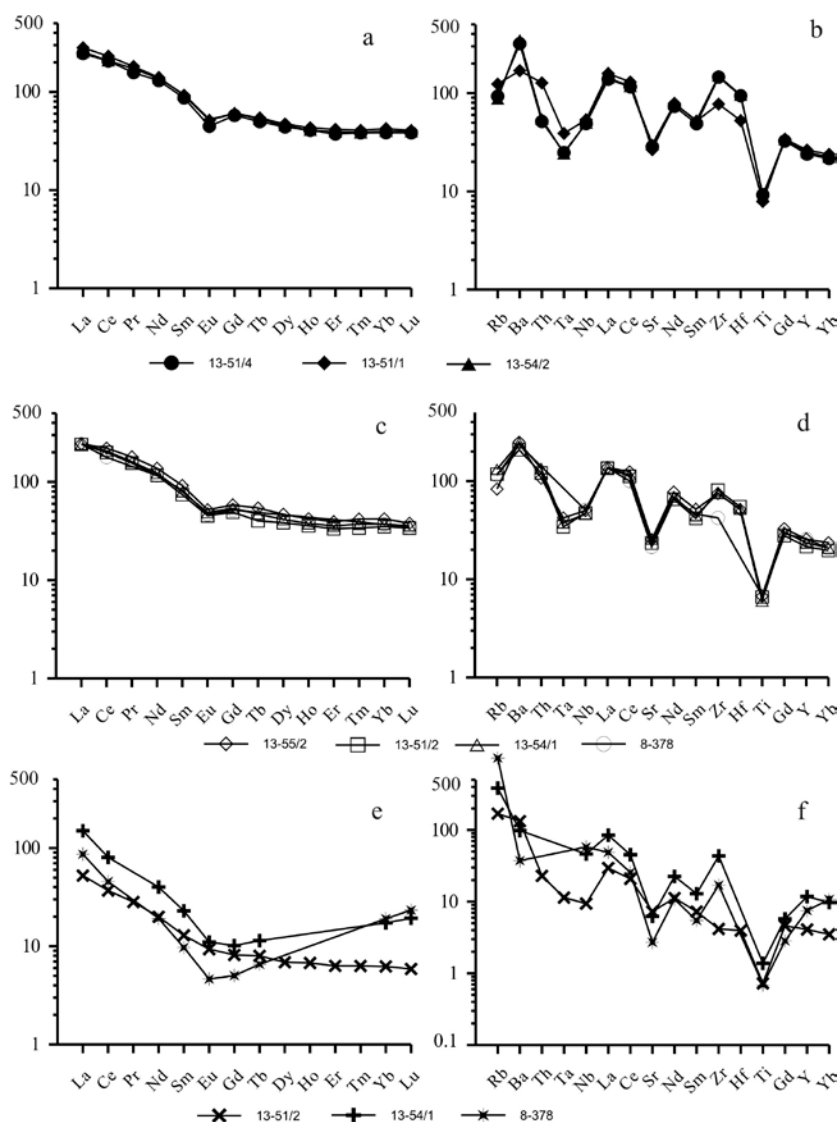 500
100
10
1
a
La Ce Pr Nd Sm Eu Gd Tb Dy Ho Er Tm Yb Lu
500
100
10
1
b
Rb Ba Th Ta Nb La Ce Sr Nd Sm Zr Hf Ti Gd Y Yb
13-51/4 13-51/1 13-54/2
500
100
10
1
c
La Ce Pr Nd Sm Eu Gd Tb Dy Ho Er Tm Yb Lu
500
100
10
1
d
Rb Ba Th Ta Nb La Ce Sr Nd Sm Zr Hf Ti Gd Y Yb
13-55/2 13-51/2 13-54/1 8-378
500
100
10
1
e
La Ce Pr Nd Sm Eu Gd Tb Dy Ho Er Tm Yb Lu
500
100
10
1
0.1
f
Rb Ba Th Ta Nb La Ce Sr Nd Sm Zr Hf Ti Gd Y Yb
13-51/2 13-54/1 8-378